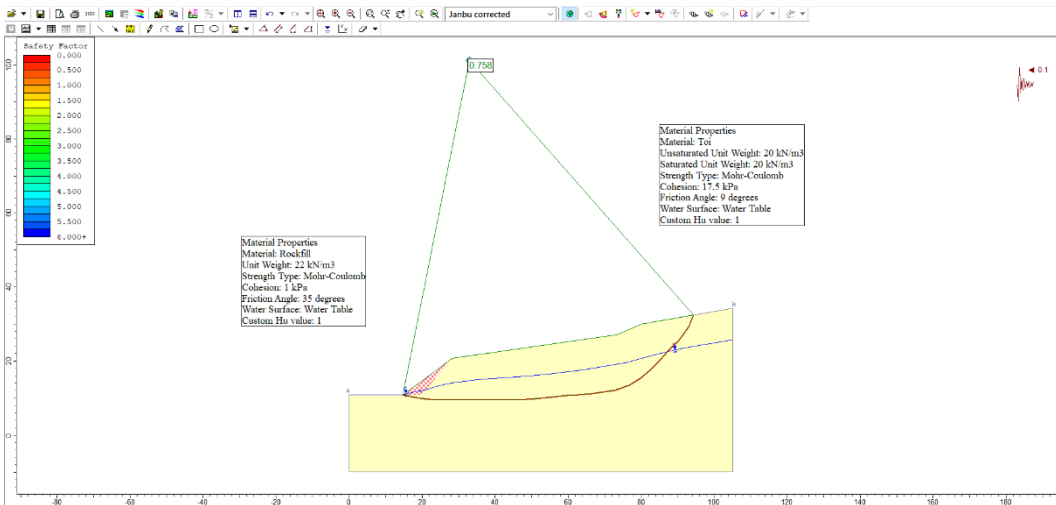 Janbu corrected
Safety Factor
0.000
0.500
1.000
1.500
2.000
2.500
3.000
3.500
4.000
4.500
5.000
5.500
6.000+
0.758
0.1
Material Properties
Material: Toi
Unsaturated Unit Weight: 20 kN/m3
Saturated Unit Weight: 20 kN/m3
Strength Type: Mohr-Coulomb
Cohesion: 17.5 kPa
Friction Angle: 9 degrees
Water Surface: Water Table
Custom Hu value: 1
Material Properties
Material: Rockfill
Unit Weight: 22 kN/m3
Strength Type: Mohr-Coulomb
Cohesion: 1 kPa
Friction Angle: 35 degrees
Water Surface: Water Table
Custom Hu value: 1
100
80
60
40
20
0
-80 -60 -40 -20 0 20 40 60 80 100 120 140 160 180